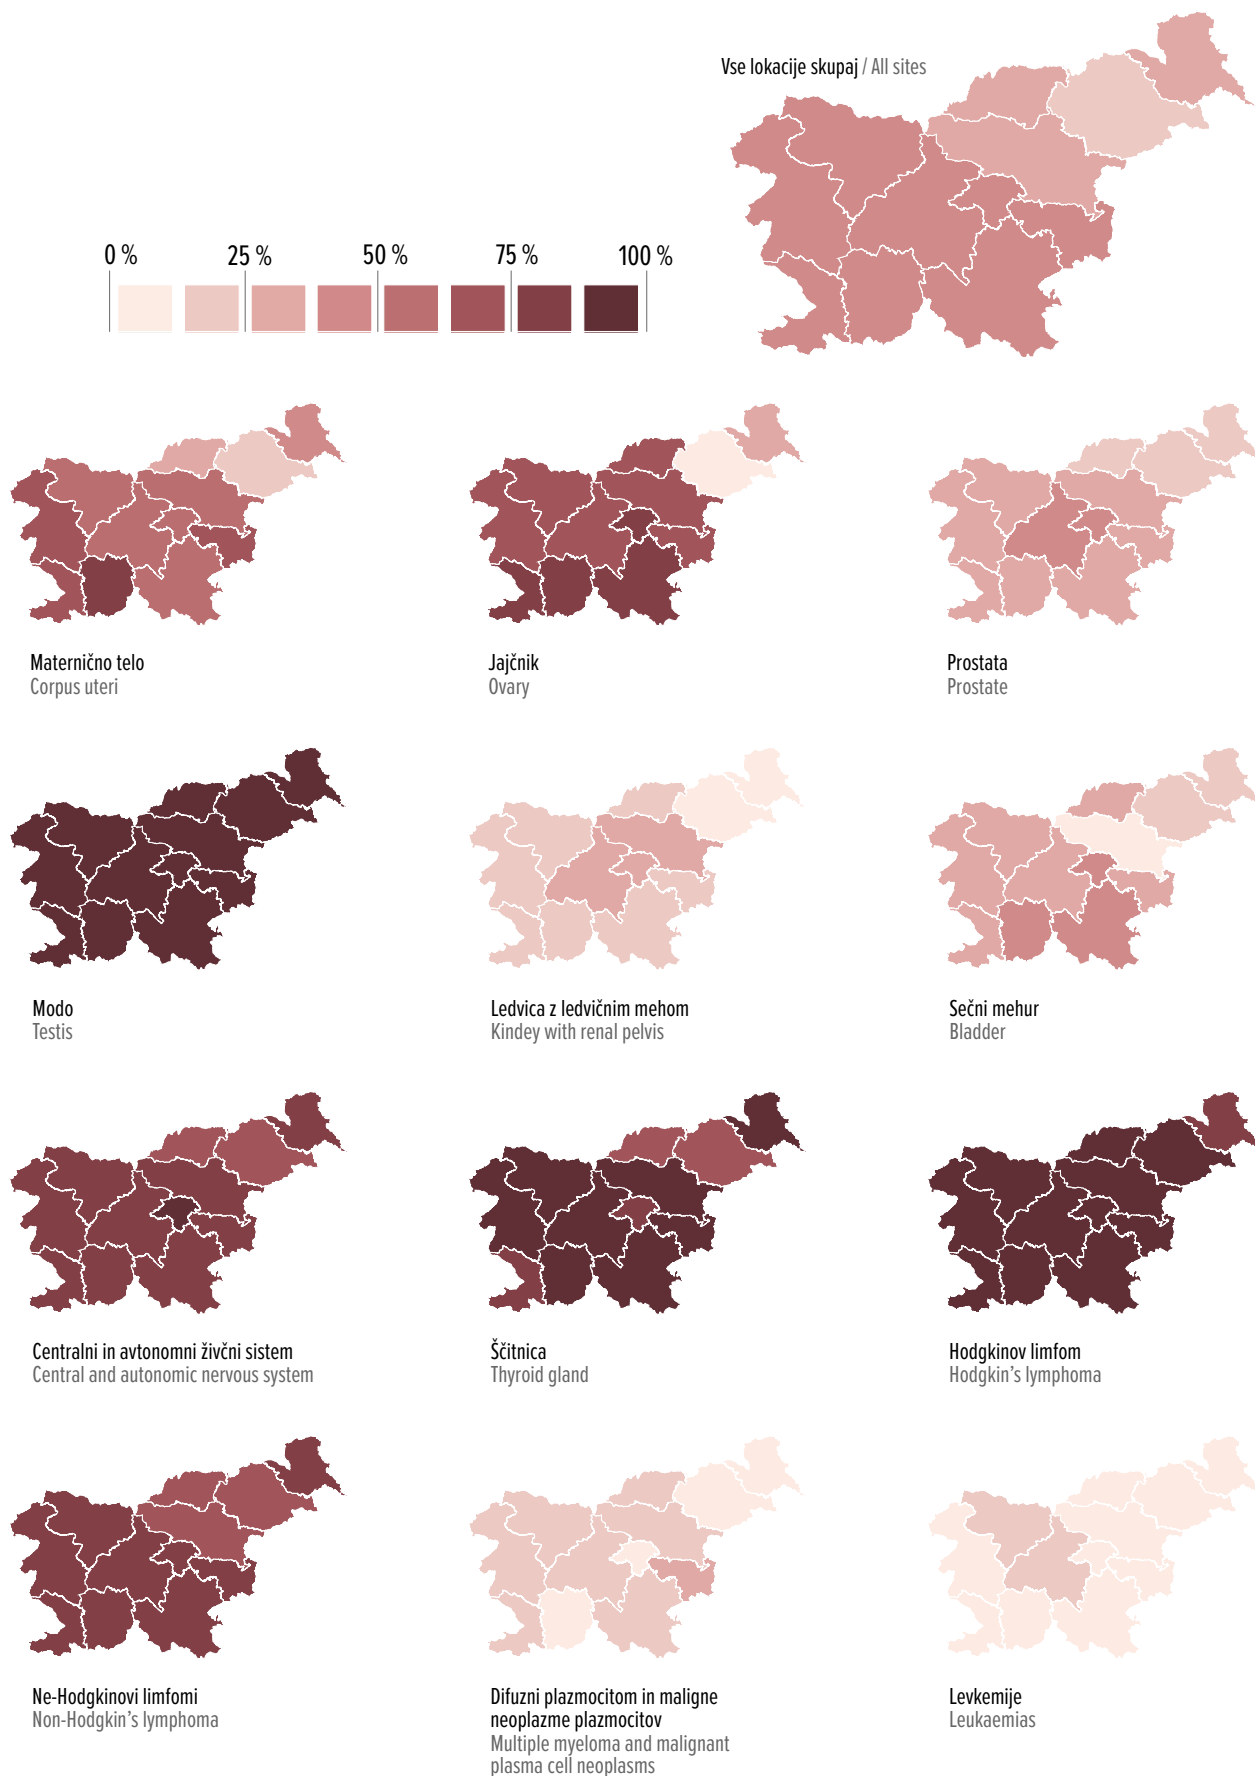 Vse lokacije skupaj / All sites
0 % 25 % 50 % 75 % 100 %
Maternično telo
Corpus uteri
Jajčnik
Ovary
Prostata
Prostate
Modo
Testis
Ledvica z ledvičnim mehom
Kindey with renal pelvis
Sečni mehur
Bladder
Centralni in avtonomni živčni sistem
Central and autonomic nervous system
Ščitnica
Thyroid gland
Hodgkinov limfom
Hodgkin's lymphoma
Ne-Hodgkinovi limfomi
Non-Hodgkin's lymphoma
Difuzni plazmocitom in maligne
neoplazme plazmocitov
Multiple myeloma and malignant
plasma cell neoplasms
Levkemije
Leukaemias